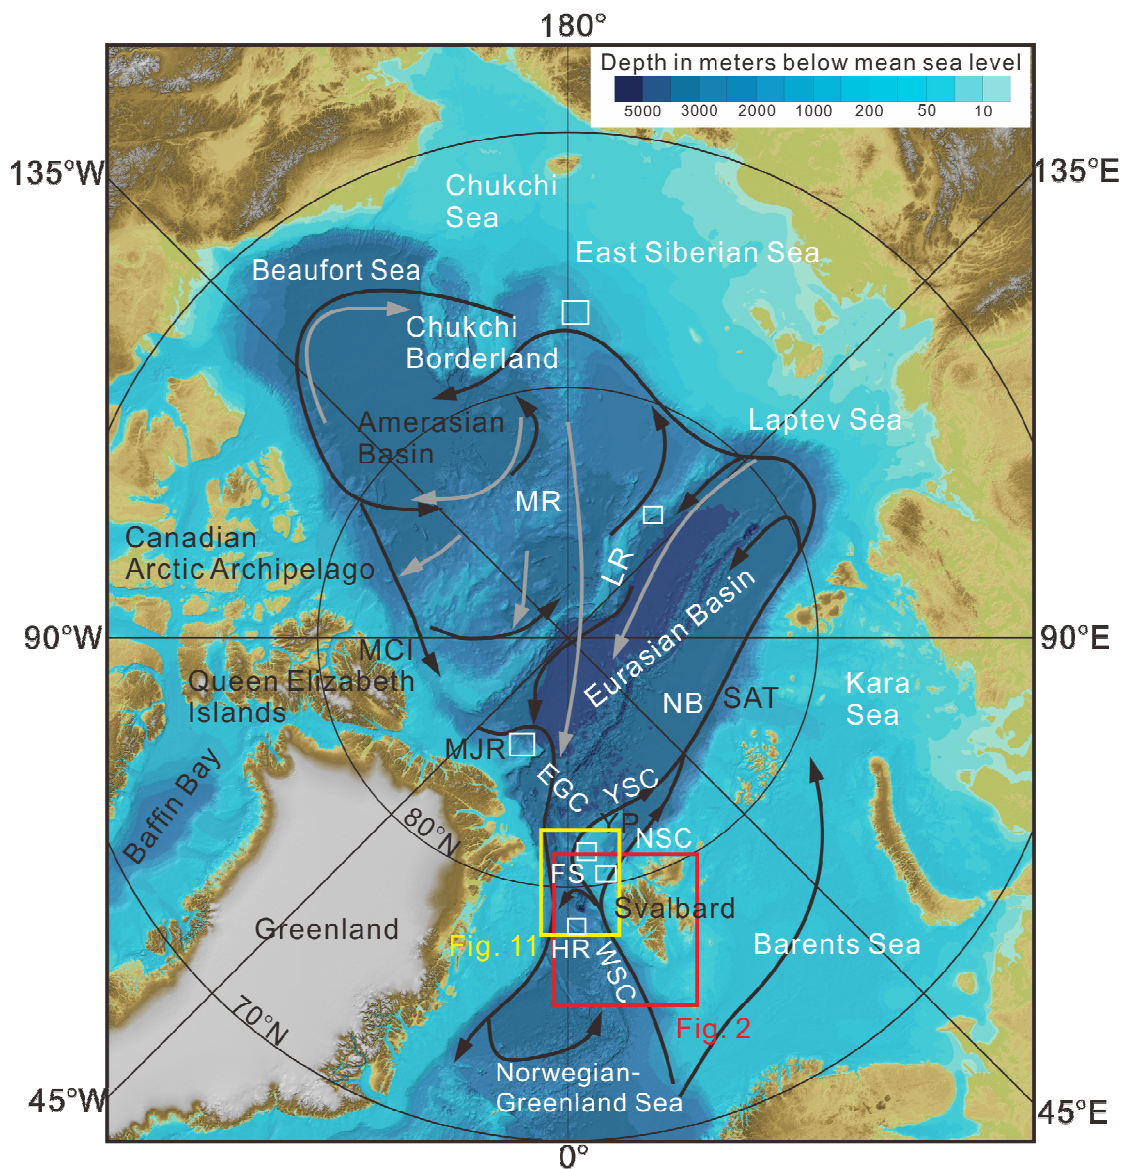 180°
Depth in meters below mean sea level
5000 3000 2000 1000 200 50 10
135°W
135°E
Chukchi
Sea
East Siberian Sea
Beaufort Sea
Chukchi
Borderland
Amerasian
Basin
Laptev Sea
MR
Canadian
Arctic Archipelago
LR
Eurasian Basin
90°W
90°E
MCI
Queen Elizabeth
Islands
NB
SAT
Kara
Sea
MJR
EGC
YSC
Baffin Bay
80°N
YP
NSC
FS
Svalbard
Greenland
Fig. 11
HR
WSC
Barents Sea
70°N
Fig. 2
Norwegian-
Greenland Sea
45°W
45°E
0°